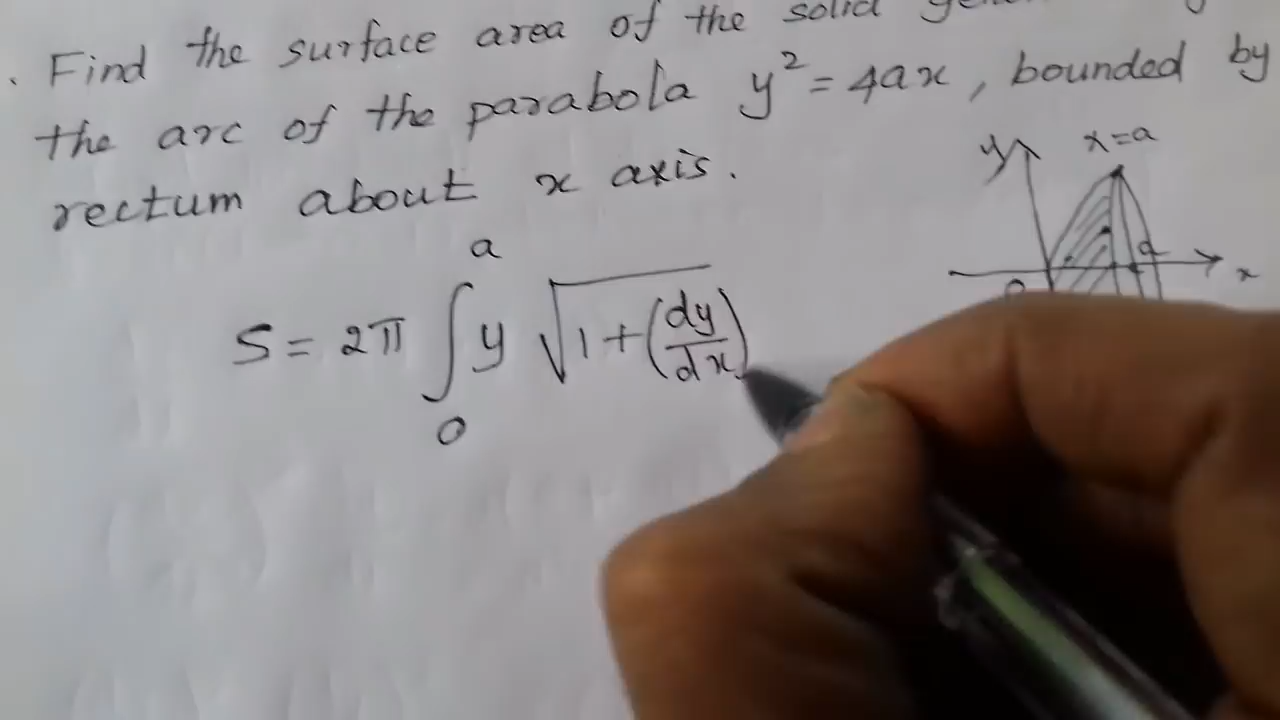 . Find the surface area of the solid
the arc of the parabola y² = 4ax, bounded by
rectum about x axis.
y x=a
a
x
S = 2π ∫₀ᵃ y √1+(dy/dx)